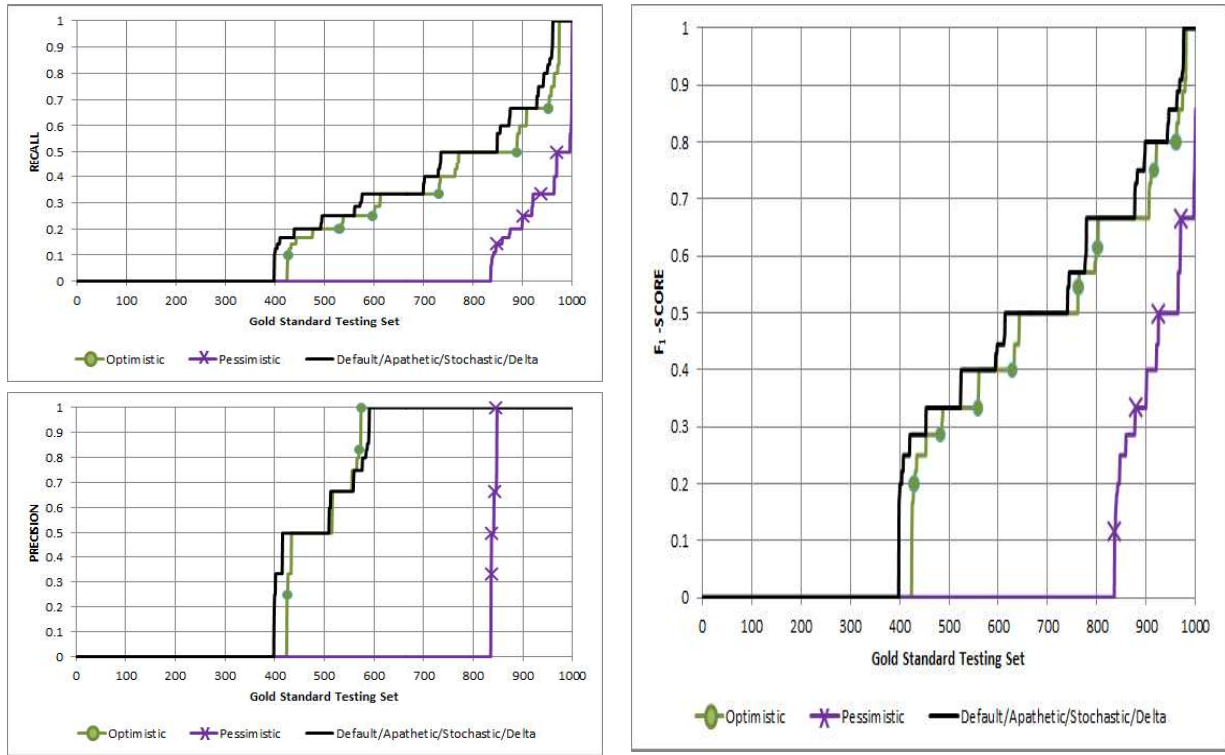 1
0.9
0.8
0.7
0.6
0.5
0.4
0.3
0.2
0.1
0
RECALL
0 100 200 300 400 500 600 700 800 900 1000
Gold Standard Testing Set
Optimistic Pessimistic Default/Apathetic/Stochastic/Delta
1
0.9
0.8
0.7
0.6
0.5
0.4
0.3
0.2
0.1
0
PRECISION
0 100 200 300 400 500 600 700 800 900 1000
Gold Standard Testing Set
Optimistic Pessimistic Default/Apathetic/Stochastic/Delta
1
0.9
0.8
0.7
0.6
0.5
0.4
0.3
0.2
0.1
0
F₁ -SCORE
0 100 200 300 400 500 600 700 800 900 1000
Gold Standard Testing Set
Optimistic Pessimistic Default/Apathetic/Stochastic/Delta